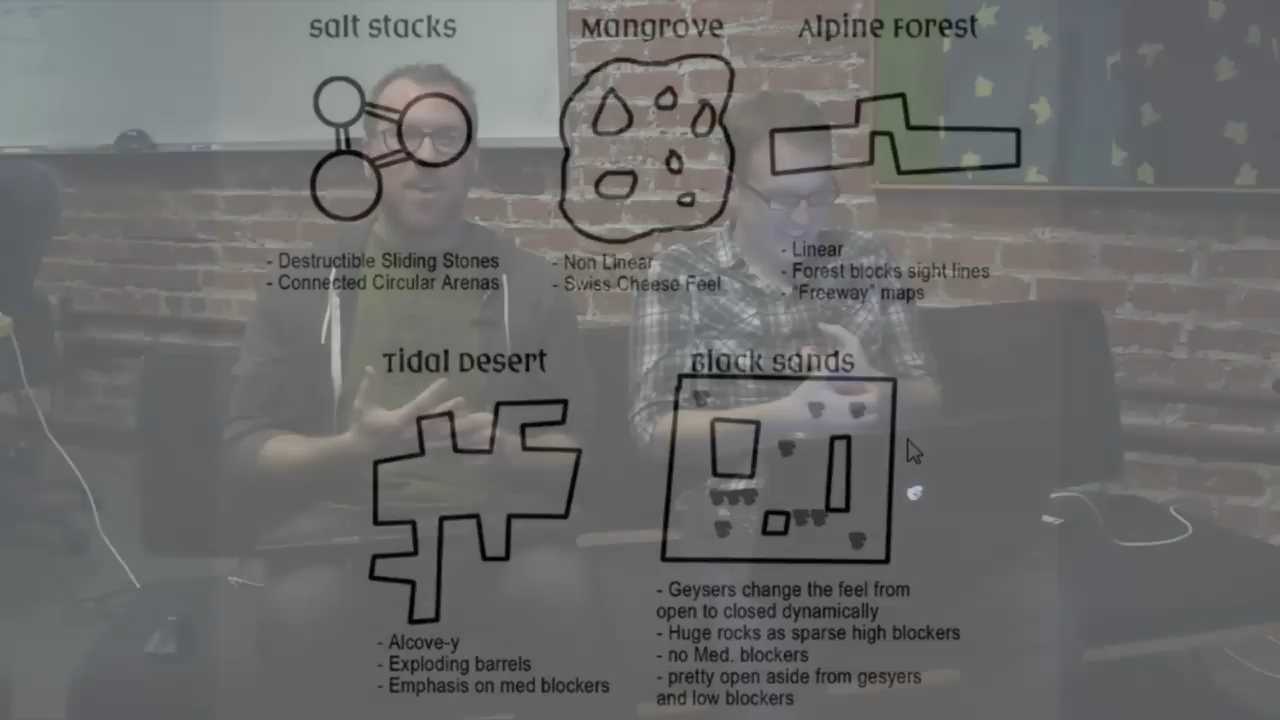 Salt Stacks
Mangrove
Alpine Forest
- Destructible Sliding Stones
- Connected Circular Arenas
- Non Linear
- Swiss Cheese Feel
- Linear
- Forest blocks sight lines
- "Freeway" maps
Tidal Desert
Black Sands
- Alcove-y
- Exploding barrels
- Emphasis on med blockers
- Geysers change the feel from
open to closed dynamically
- Huge rocks as sparse high blockers
- no Med. blockers
- pretty open aside from gesyers
and low blockers